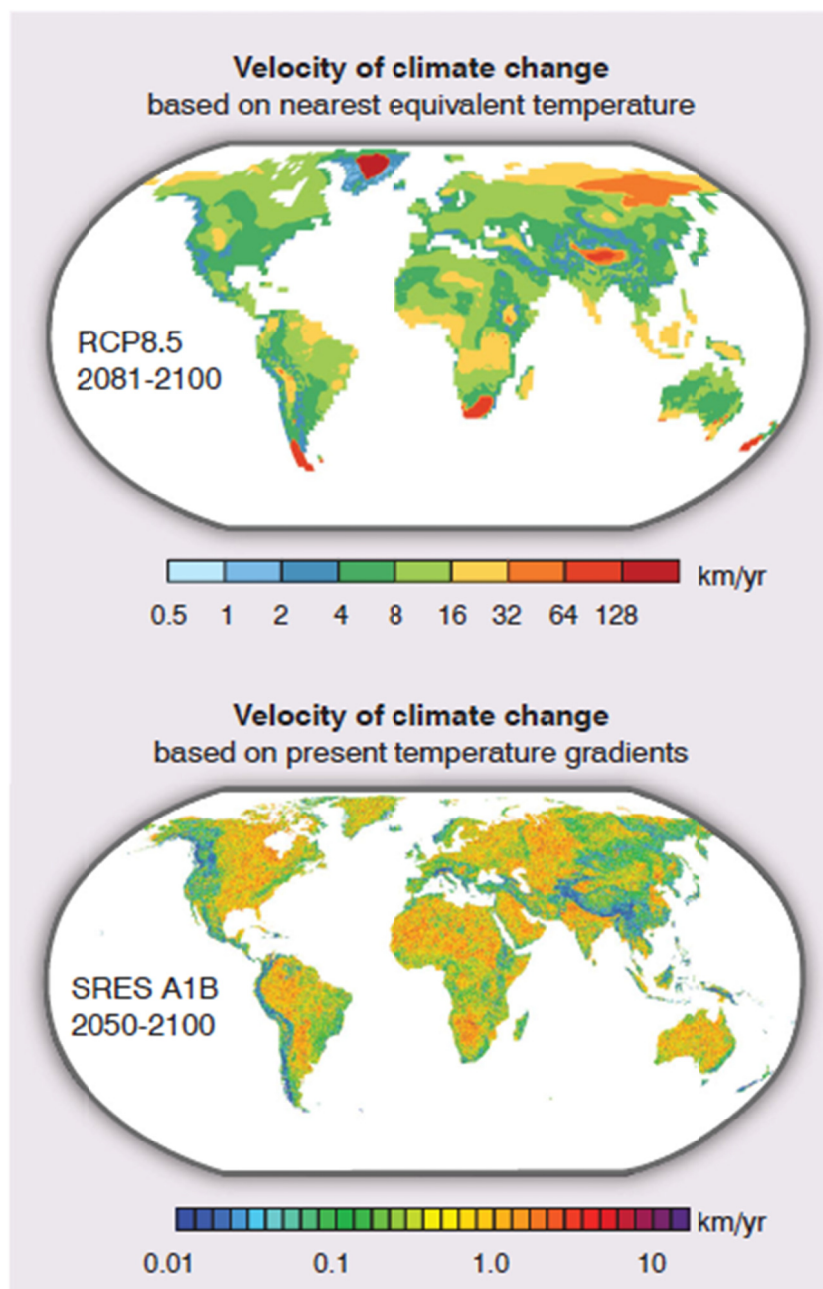 Velocity of climate change
based on nearest equivalent temperature
RCP8.5
2081-2100
km/yr
0.5 1 2 4 8 16 32 64 128
Velocity of climate change
based on present temperature gradients
SRES A1B
2050-2100
km/yr
0.01 0.1 1.0 10